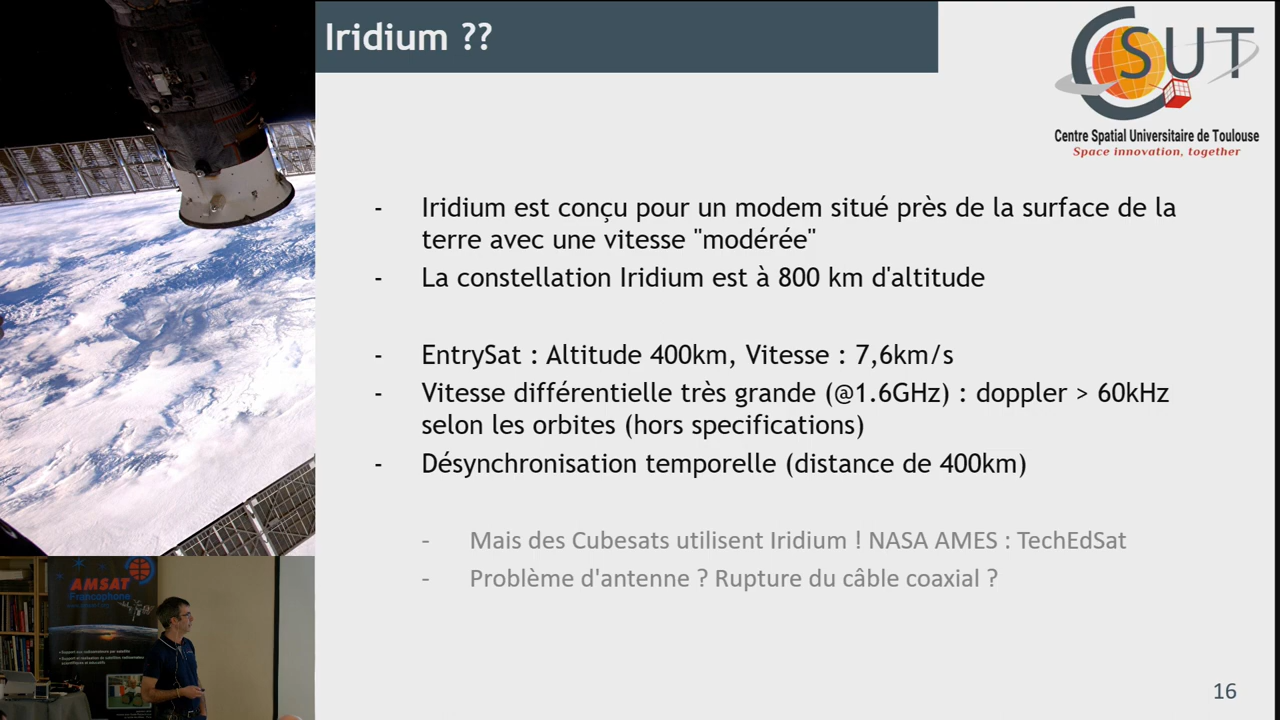 Iridium ??
CSUT
Centre Spatial Universitaire de Toulouse
Space innovation, together
- Iridium est conçu pour un modem situé près de la surface de la
terre avec une vitesse "modérée"
- La constellation Iridium est à 800 km d'altitude
- EntrySat : Altitude 400km, Vitesse : 7,6km/s
- Vitesse différentielle très grande (@1.6GHz) : doppler > 60kHz
selon les orbites (hors specifications)
- Désynchronisation temporelle (distance de 400km)
- Mais des Cubesats utilisent Iridium ! NASA AMES : TechEdSat
- Problème d'antenne ? Rupture du câble coaxial ?
16
AMSAT
Francophone